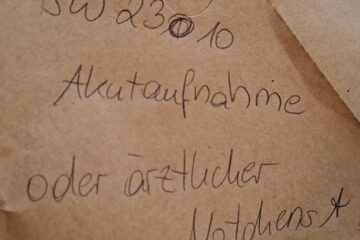 SW 23010
Akutaufnahme
oder ärztlicher
Notdienst